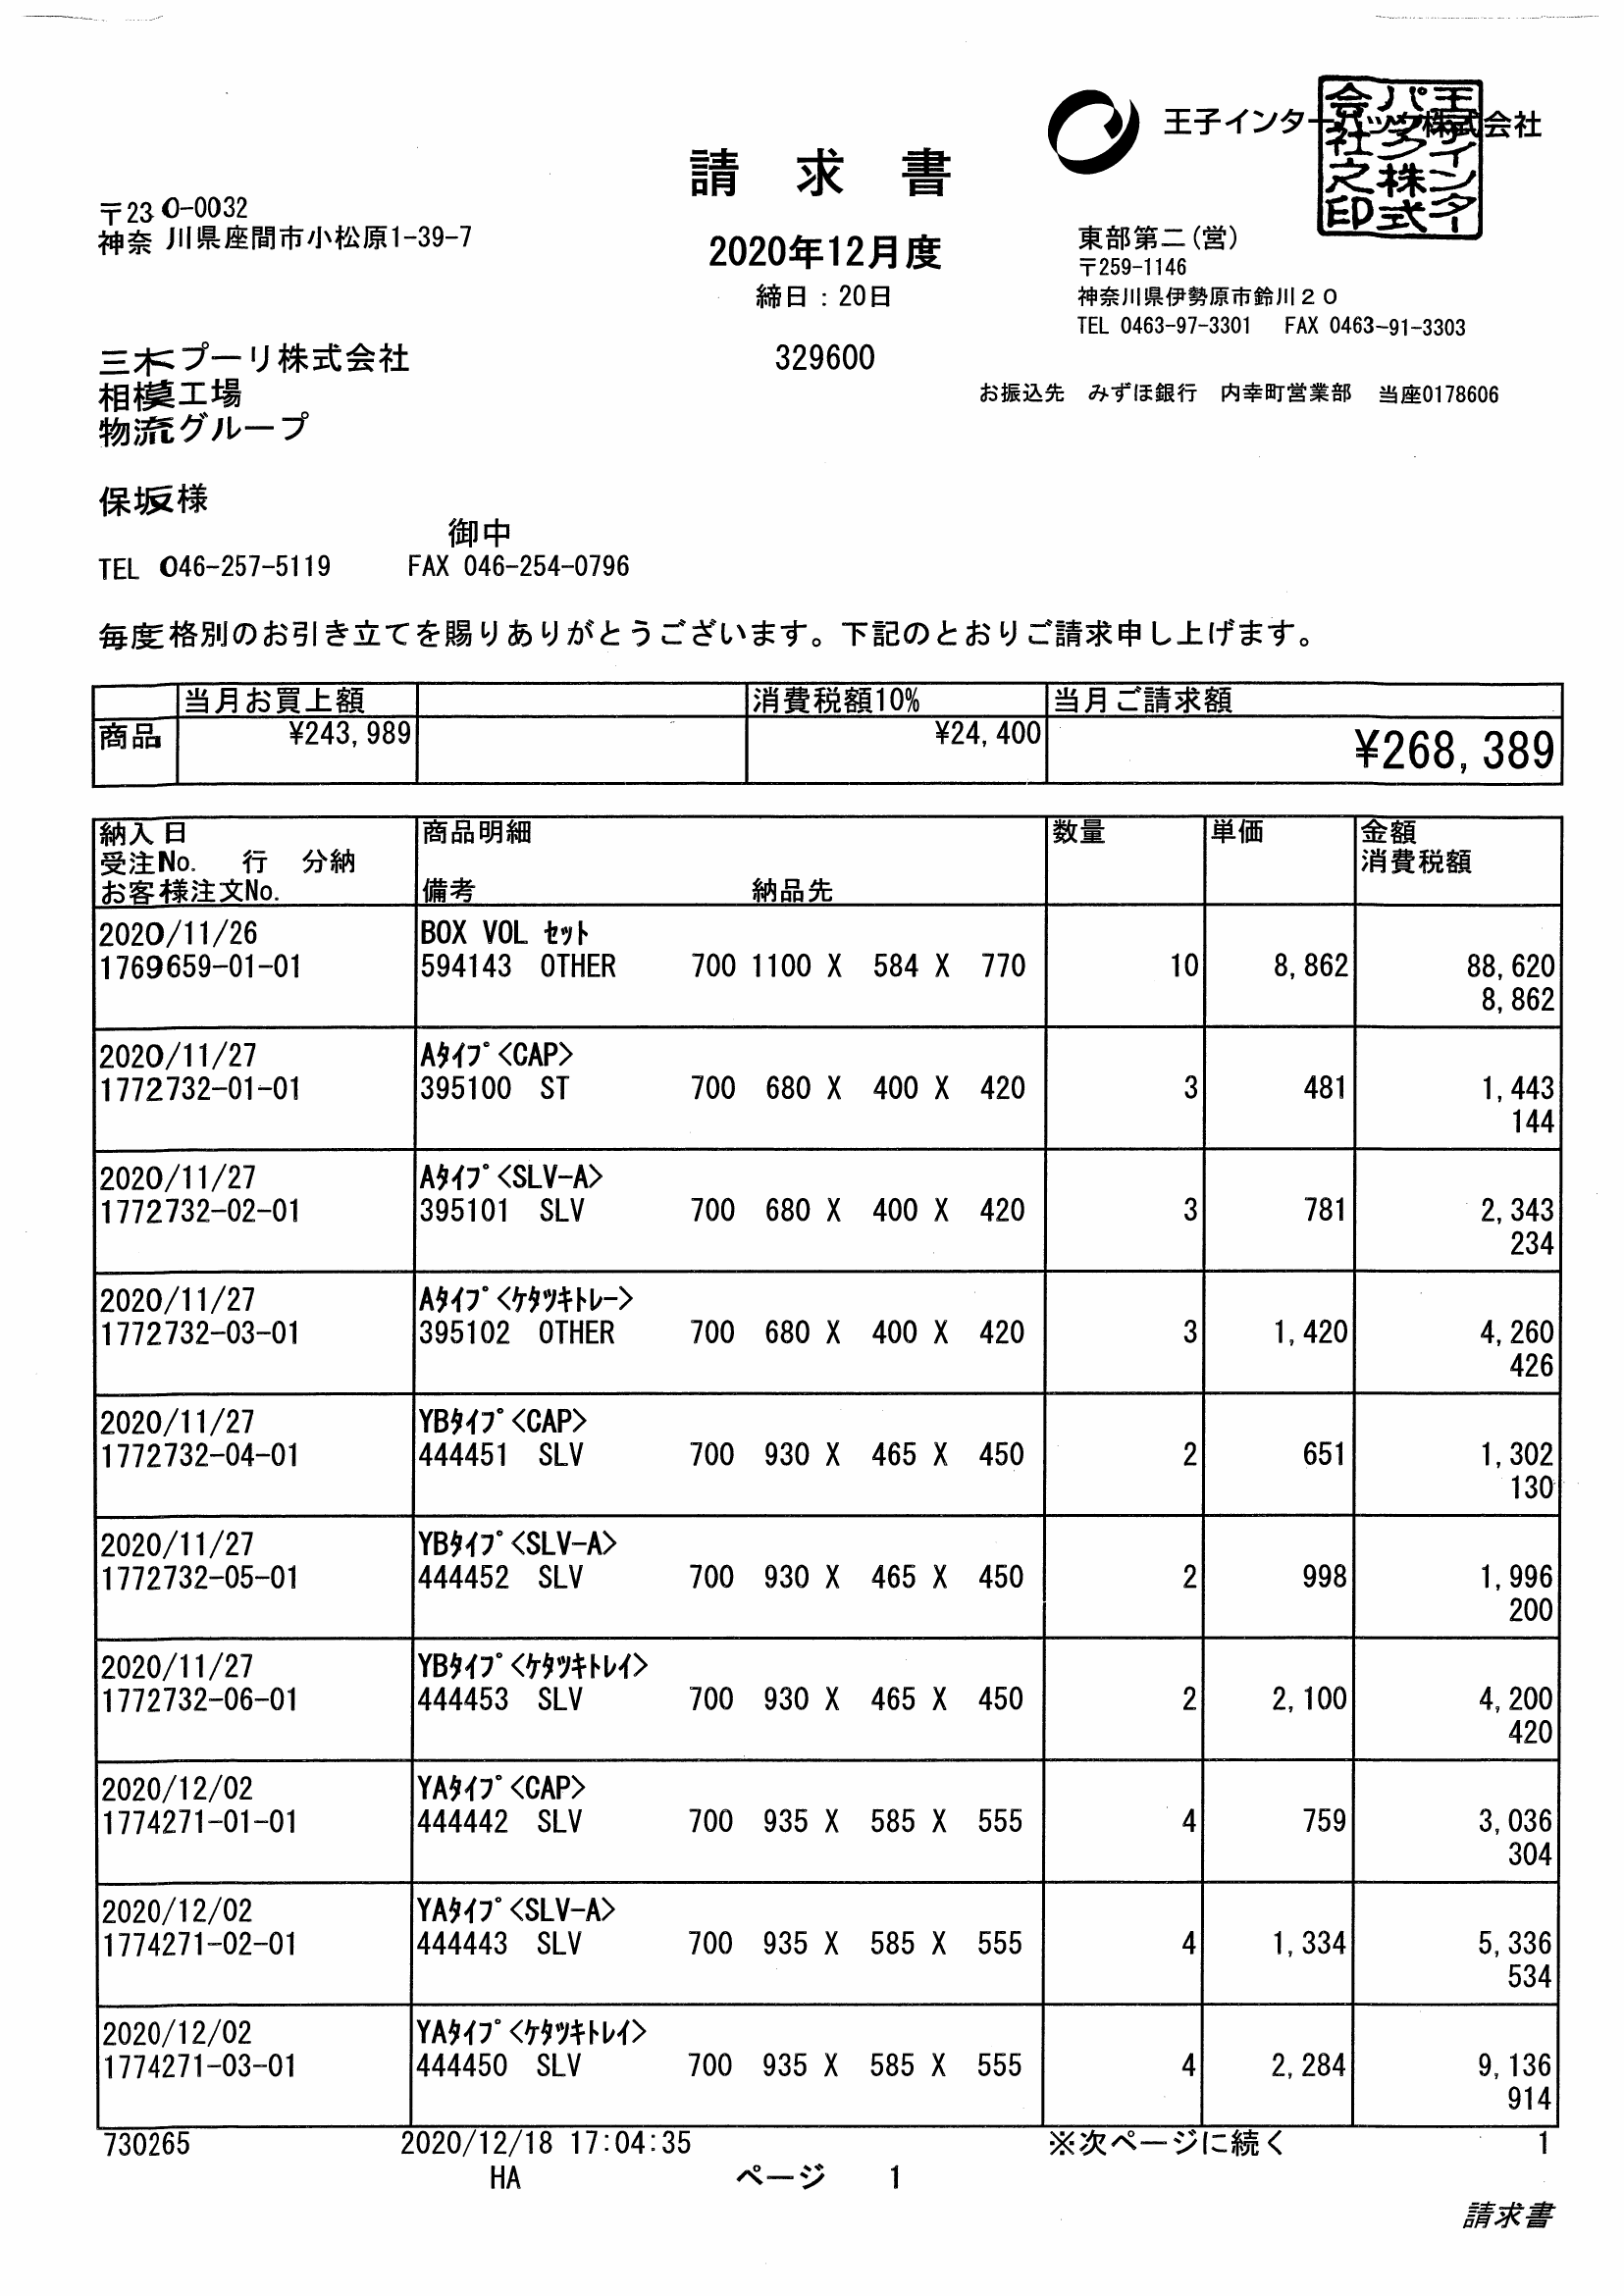 王子インターパック株式会社
王子インターパック株式会社之印
請求書
〒230-0032
神奈川県座間市小松原1-39-7
2020年12月度
締日：20日
東部第二(営)
〒259-1146
神奈川県伊勢原市鈴川２０
TEL 0463-97-3301 FAX 0463-91-3303
三木プーリ株式会社
329600
相模工場
お振込先 みずほ銀行 内幸町営業部 当座0178606
物流グループ
保坂様
御中
TEL 046-257-5119 FAX 046-254-0796
毎度格別のお引き立てを賜りありがとうございます。下記のとおりご請求申し上げます。
当月お買上額 消費税額10% 当月ご請求額
商品 ¥243,989 ¥24,400 ¥268,389
納入日 商品明細 数量 単価 金額
受注No. 行 分納 消費税額
お客様注文No. 備考 納品先
2020/11/26 BOX VOL ｾｯﾄ
1769659-01-01 594143 OTHER 700 1100 X 584 X 770 10 8,862 88,620
8,862
2020/11/27 Aﾀｲﾌﾟ<CAP>
1772732-01-01 395100 ST 700 680 X 400 X 420 3 481 1,443
144
2020/11/27 Aﾀｲﾌﾟ<SLV-A>
1772732-02-01 395101 SLV 700 680 X 400 X 420 3 781 2,343
234
2020/11/27 Aﾀｲﾌﾟ<ｹﾀﾂｷﾄﾚｰ>
1772732-03-01 395102 OTHER 700 680 X 400 X 420 3 1,420 4,260
426
2020/11/27 YBﾀｲﾌﾟ<CAP>
1772732-04-01 444451 SLV 700 930 X 465 X 450 2 651 1,302
130
2020/11/27 YBﾀｲﾌﾟ<SLV-A>
1772732-05-01 444452 SLV 700 930 X 465 X 450 2 998 1,996
200
2020/11/27 YBﾀｲﾌﾟ<ｹﾀﾂｷﾄﾚｲ>
1772732-06-01 444453 SLV 700 930 X 465 X 450 2 2,100 4,200
420
2020/12/02 YAﾀｲﾌﾟ<CAP>
1774271-01-01 444442 SLV 700 935 X 585 X 555 4 759 3,036
304
2020/12/02 YAﾀｲﾌﾟ<SLV-A>
1774271-02-01 444443 SLV 700 935 X 585 X 555 4 1,334 5,336
534
2020/12/02 YAﾀｲﾌﾟ<ｹﾀﾂｷﾄﾚｲ>
1774271-03-01 444450 SLV 700 935 X 585 X 555 4 2,284 9,136
914
730265 2020/12/18 17:04:35 ※次ページに続く 1
HA ページ 1
請求書